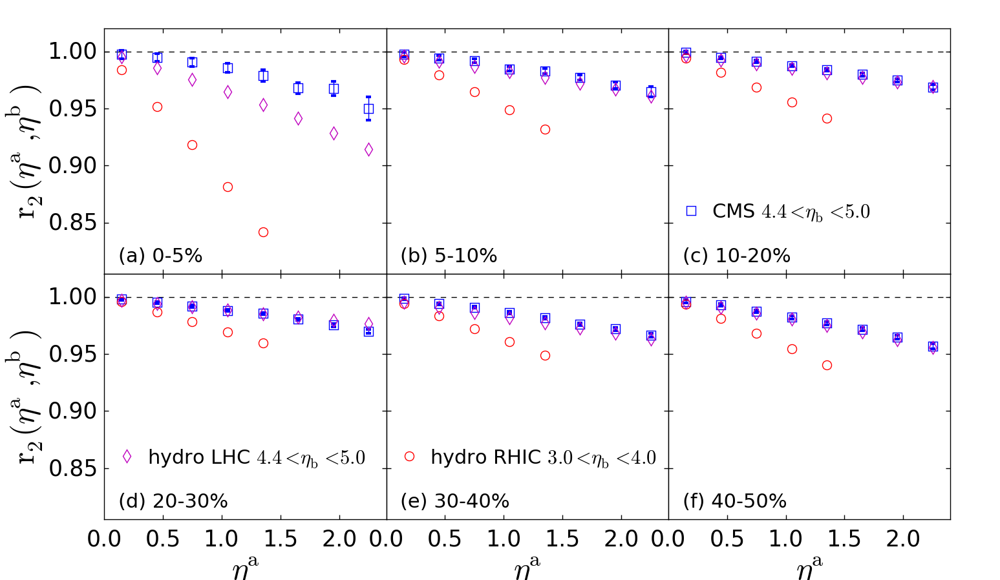 1.00
0.95
0.90
0.85
r₂(ηᵃ ,ηᵇ )
(a) 0-5%
(b) 5-10%
CMS 4.4<η_b <5.0
(c) 10-20%
1.00
0.95
0.90
0.85
r₂(ηᵃ ,ηᵇ )
hydro LHC 4.4<η_b <5.0
(d) 20-30%
hydro RHIC 3.0<η_b <4.0
(e) 30-40%
(f) 40-50%
0.0 0.5 1.0 1.5 2.0 0.0 0.5 1.0 1.5 2.0 0.0 0.5 1.0 1.5 2.0
ηᵃ ηᵃ ηᵃ